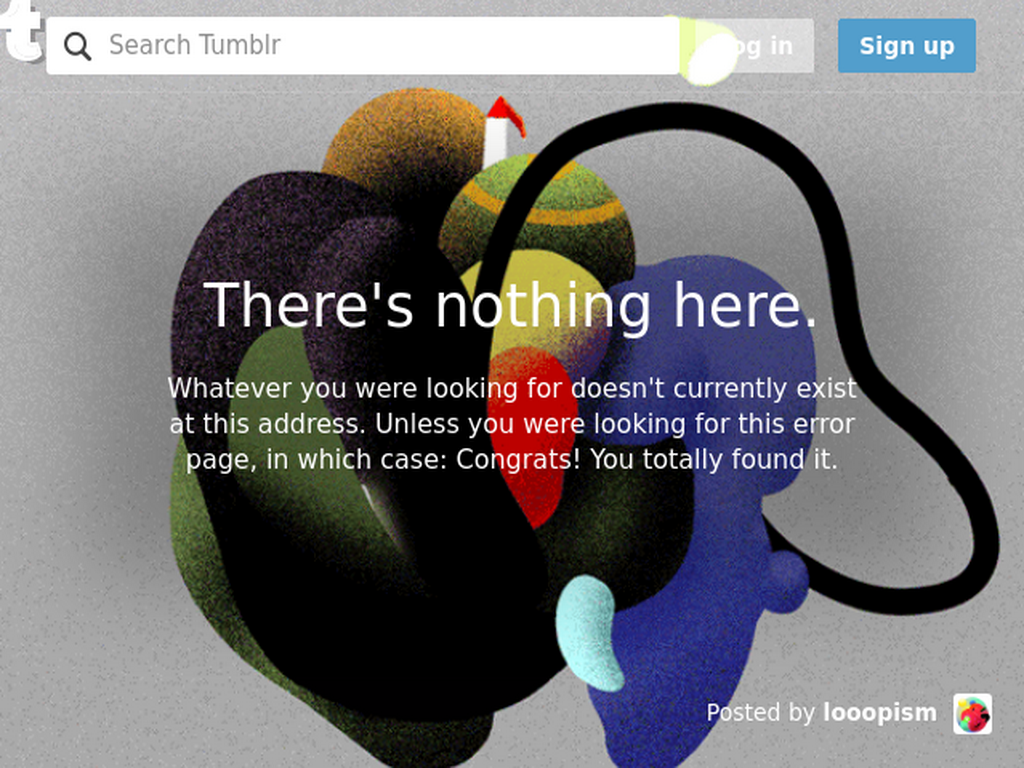 t
Search Tumblr
Log in
Sign up
There's nothing here.
Whatever you were looking for doesn't currently exist
at this address. Unless you were looking for this error
page, in which case: Congrats! You totally found it.
Posted by looopism